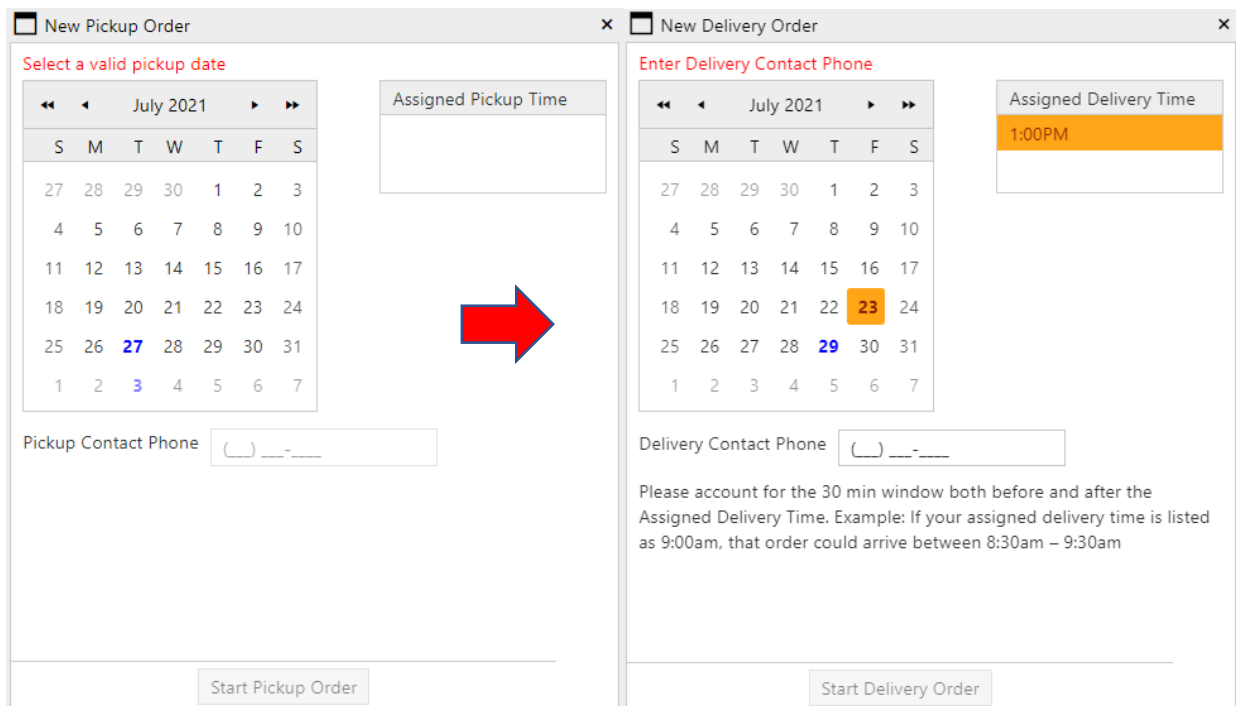 New Pickup Order
Select a valid pickup date
July 2021
S M T W T F S
27 28 29 30 1 2 3
4 5 6 7 8 9 10
11 12 13 14 15 16 17
18 19 20 21 22 23 24
25 26 27 28 29 30 31
1 2 3 4 5 6 7
Assigned Pickup Time
Pickup Contact Phone (___) ___-____
Start Pickup Order
New Delivery Order
Enter Delivery Contact Phone
July 2021
S M T W T F S
27 28 29 30 1 2 3
4 5 6 7 8 9 10
11 12 13 14 15 16 17
18 19 20 21 22 23 24
25 26 27 28 29 30 31
1 2 3 4 5 6 7
Assigned Delivery Time
1:00PM
Delivery Contact Phone (___) ___-____
Please account for the 30 min window both before and after the
Assigned Delivery Time. Example: If your assigned delivery time is listed
as 9:00am, that order could arrive between 8:30am – 9:30am
Start Delivery Order